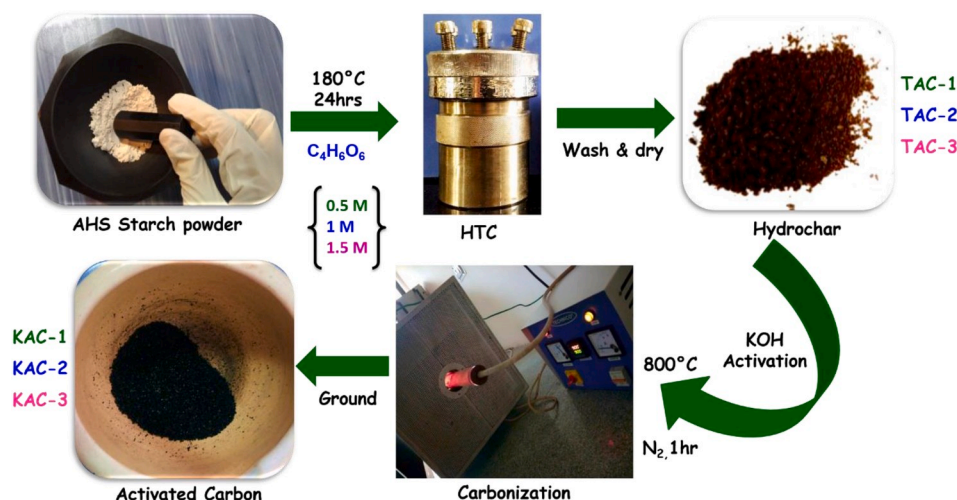 180°C
24hrs
C₄H₆O₆
0.5 M
1 M
1.5 M
AHS Starch powder
HTC
Wash & dry
TAC-1
TAC-2
TAC-3
Hydrochar
KOH
Activation
800°C
N₂, 1hr
Carbonization
Ground
KAC-1
KAC-2
KAC-3
Activated Carbon